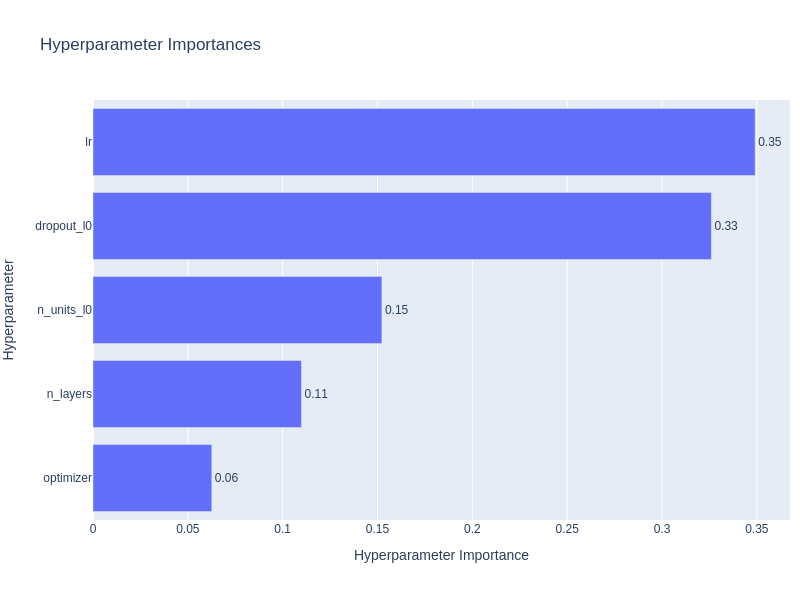 Hyperparameter Importances
Hyperparameter
lr 0.35
dropout_l0 0.33
n_units_l0 0.15
n_layers 0.11
optimizer 0.06
0 0.05 0.1 0.15 0.2 0.25 0.3 0.35
Hyperparameter Importance